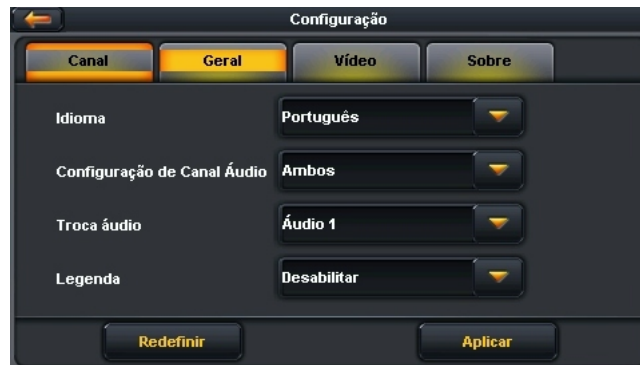 Configuração
Canal Geral Vídeo Sobre
Idioma Português
Configuração de Canal Áudio Ambos
Troca áudio Áudio 1
Legenda Desabilitar
Redefinir Aplicar